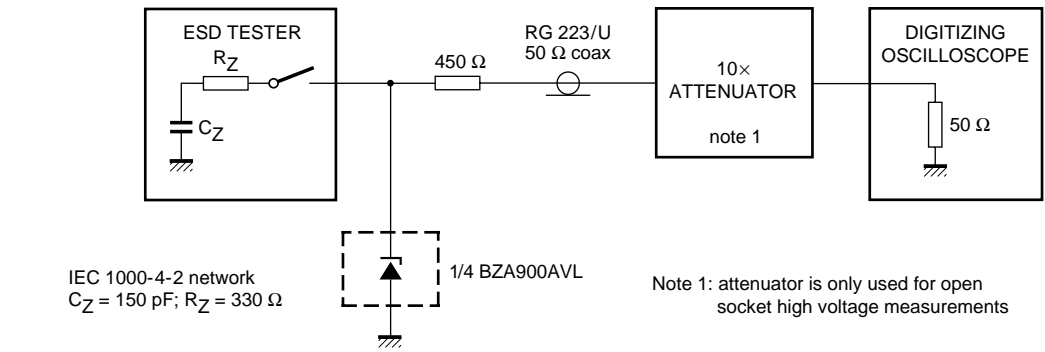 ESD TESTER
RZ
CZ
450 Ω
RG 223/U
50 Ω coax
10×
ATTENUATOR
note 1
DIGITIZING
OSCILLOSCOPE
50 Ω
1/4 BZA900AVL
IEC 1000-4-2 network
CZ = 150 pF; RZ = 330 Ω
Note 1: attenuator is only used for open
socket high voltage measurements